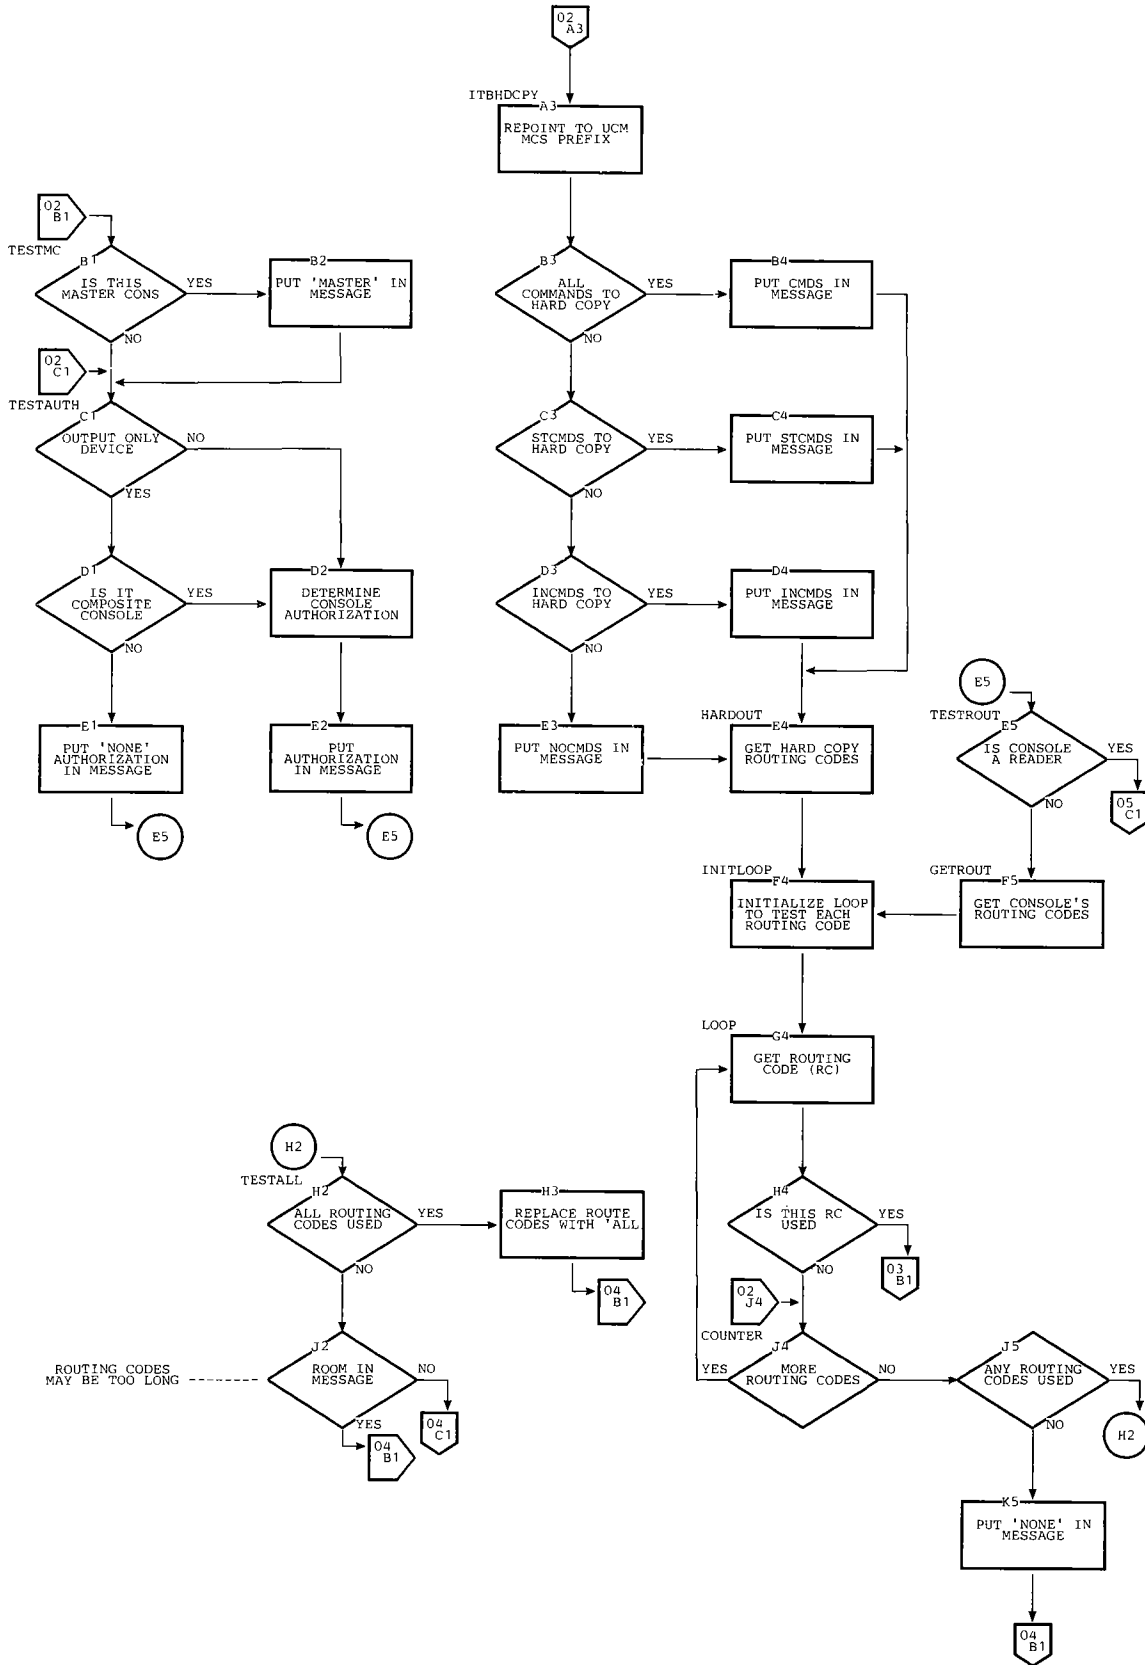 02
A3
ITBHDCPY
A3
REPOINT TO UCM
MCS PREFIX
02
B1
TESTMC
B1
IS THIS
MASTER CONS
YES
NO
B2
PUT 'MASTER' IN
MESSAGE
B3
ALL
COMMANDS TO
HARD COPY
YES
NO
B4
PUT CMDS IN
MESSAGE
02
C1
TESTAUTH
C1
OUTPUT ONLY
DEVICE
NO
YES
C3
STCMDS TO
HARD COPY
YES
NO
C4
PUT STCMDS IN
MESSAGE
D1
IS IT
COMPOSITE
CONSOLE
YES
NO
D2
DETERMINE
CONSOLE
AUTHORIZATION
D3
INCMDS TO
HARD COPY
YES
NO
D4
PUT INCMDS IN
MESSAGE
E1
PUT 'NONE'
AUTHORIZATION
IN MESSAGE
E5
E2
PUT
AUTHORIZATION
IN MESSAGE
E5
E3
PUT NOCMDS IN
MESSAGE
HARDOUT
E4
GET HARD COPY
ROUTING CODES
E5
TESTROUT
E5
IS CONSOLE
A READER
YES
NO
05
C1
INITLOOP
F4
INITIALIZE LOOP
TO TEST EACH
ROUTING CODE
GETROUT
F5
GET CONSOLE'S
ROUTING CODES
LOOP
G4
GET ROUTING
CODE (RC)
H2
TESTALL
H2
ALL ROUTING
CODES USED
YES
NO
H3
REPLACE ROUTE
CODES WITH 'ALL
04
B1
H4
IS THIS RC
USED
YES
NO
03
B1
02
J4
COUNTER
ROUTING CODES
MAY BE TOO LONG
J2
ROOM IN
MESSAGE
NO
YES
04
C1
04
B1
J4
MORE
ROUTING CODES
YES
NO
J5
ANY ROUTING
CODES USED
YES
NO
H2
K5
PUT 'NONE' IN
MESSAGE
04
B1